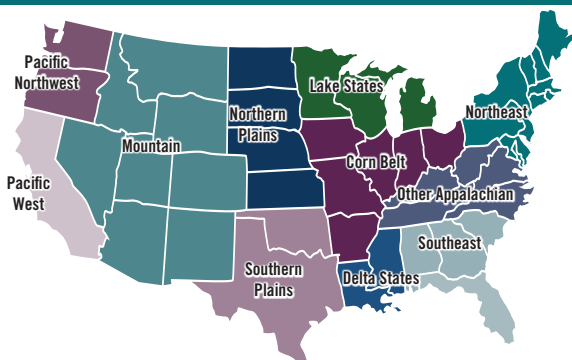 Pacific
Northwest
Lake States
Northeast
Northern
Plains
Mountain
Corn Belt
Pacific
West
Other Appalachian
Southeast
Southern
Plains
Delta States